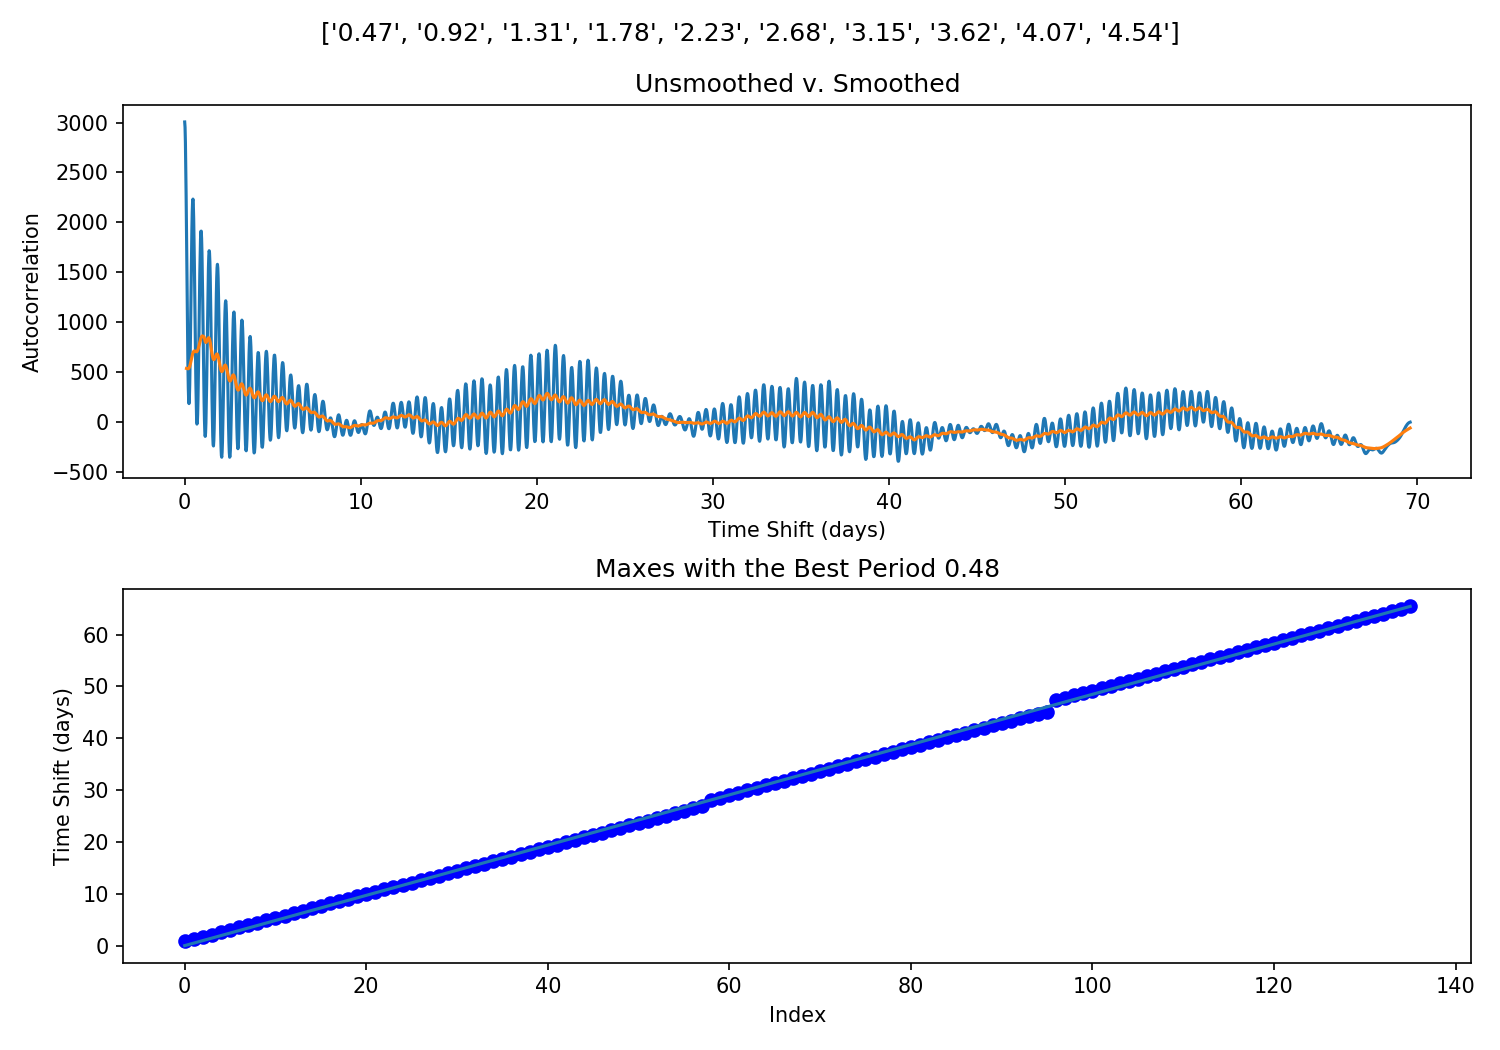 ['0.47', '0.92', '1.31', '1.78', '2.23', '2.68', '3.15', '3.62', '4.07', '4.54']
Unsmoothed v. Smoothed
3000
2500
2000
1500
1000
500
0
−500
Autocorrelation
0 10 20 30 40 50 60 70
Time Shift (days)
Maxes with the Best Period 0.48
60
50
40
30
20
10
0
Time Shift (days)
0 20 40 60 80 100 120 140
Index